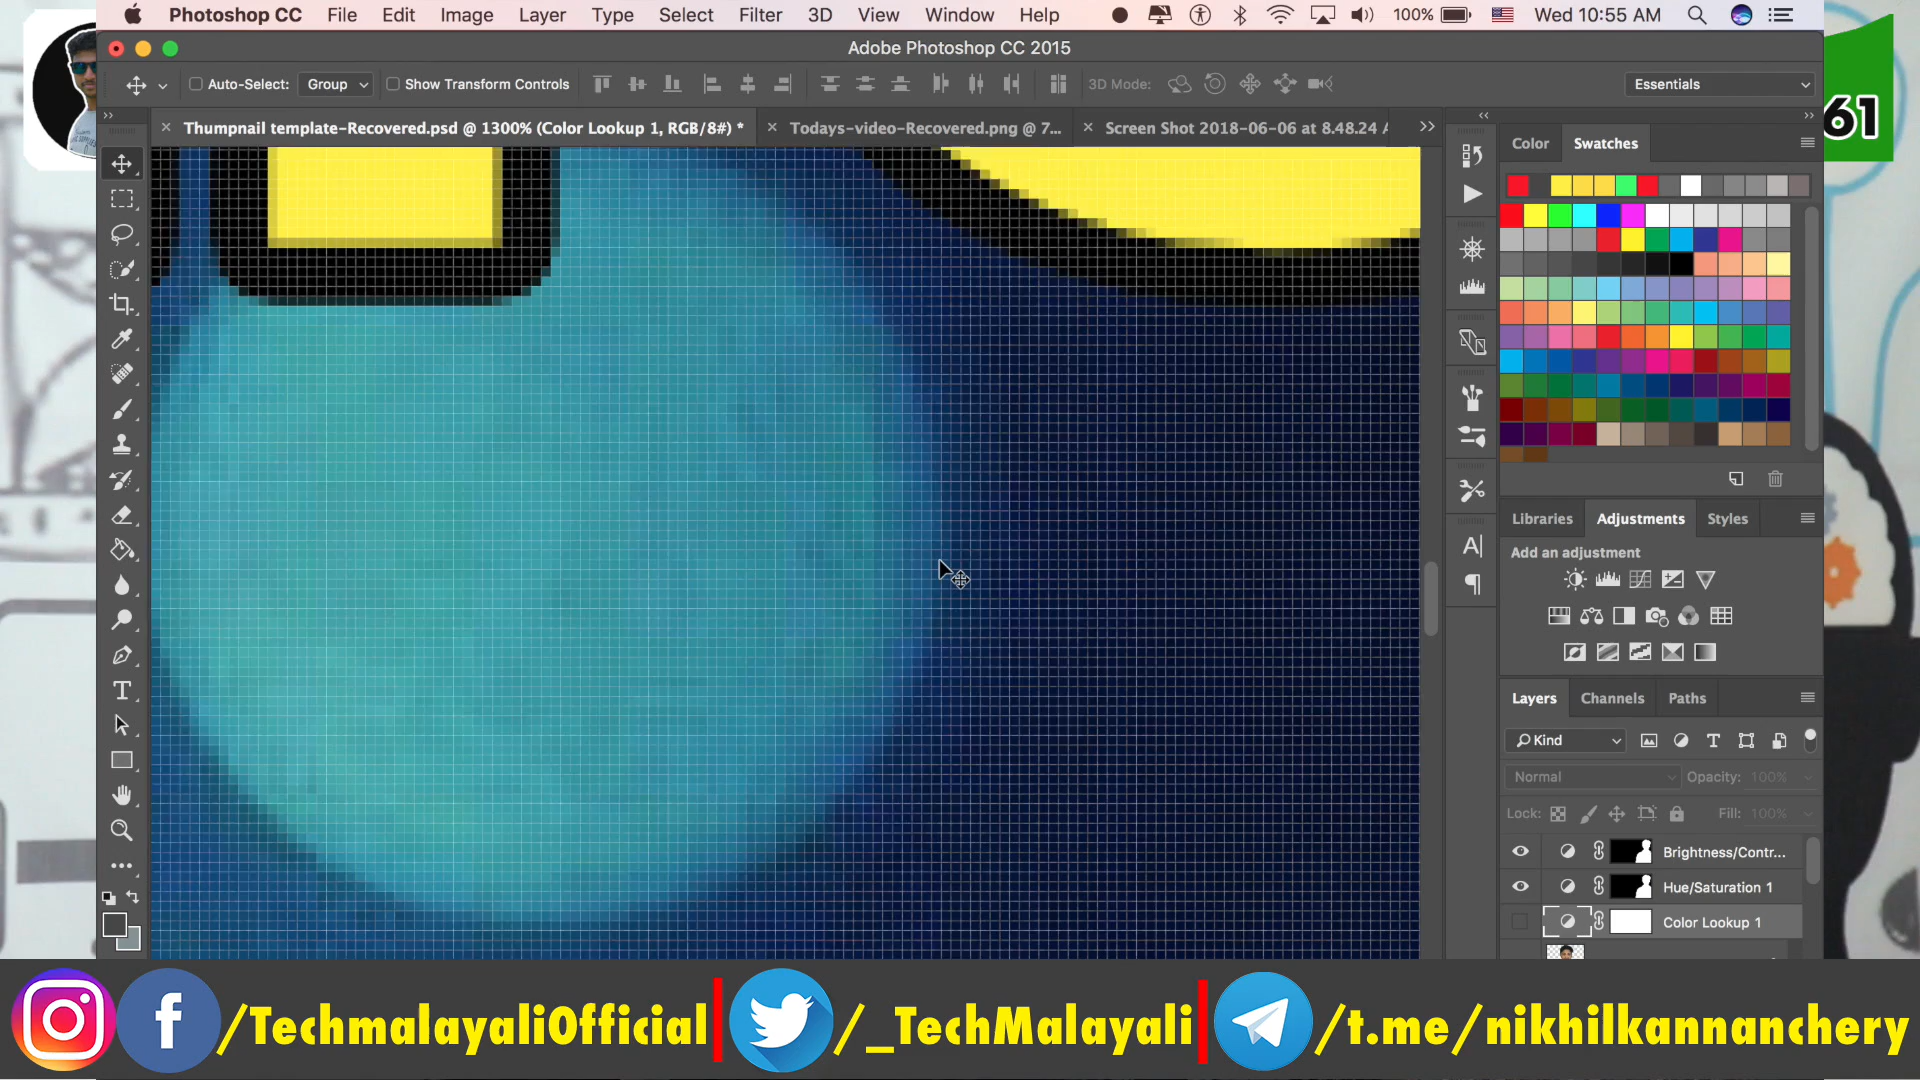 Photoshop CC File Edit Image Layer Type Select Filter 3D View Window Help 100% Wed 10:55 AM
Adobe Photoshop CC 2015
Auto-Select: Group Show Transform Controls 3D Mode: Essentials
Thumpnail template-Recovered.psd @ 1300% (Color Lookup 1, RGB/8#) * Todays-video-Recovered.png @ 7... Screen Shot 2018-06-06 at 8.48.24
61
Color Swatches
Libraries Adjustments Styles
Add an adjustment
Layers Channels Paths
Kind
Normal Opacity: 100%
Lock: Fill: 100%
Brightness/Contr...
Hue/Saturation 1
Color Lookup 1
/TechmalayaliOfficial /_TechMalayali /t.me/nikhilkannanchery